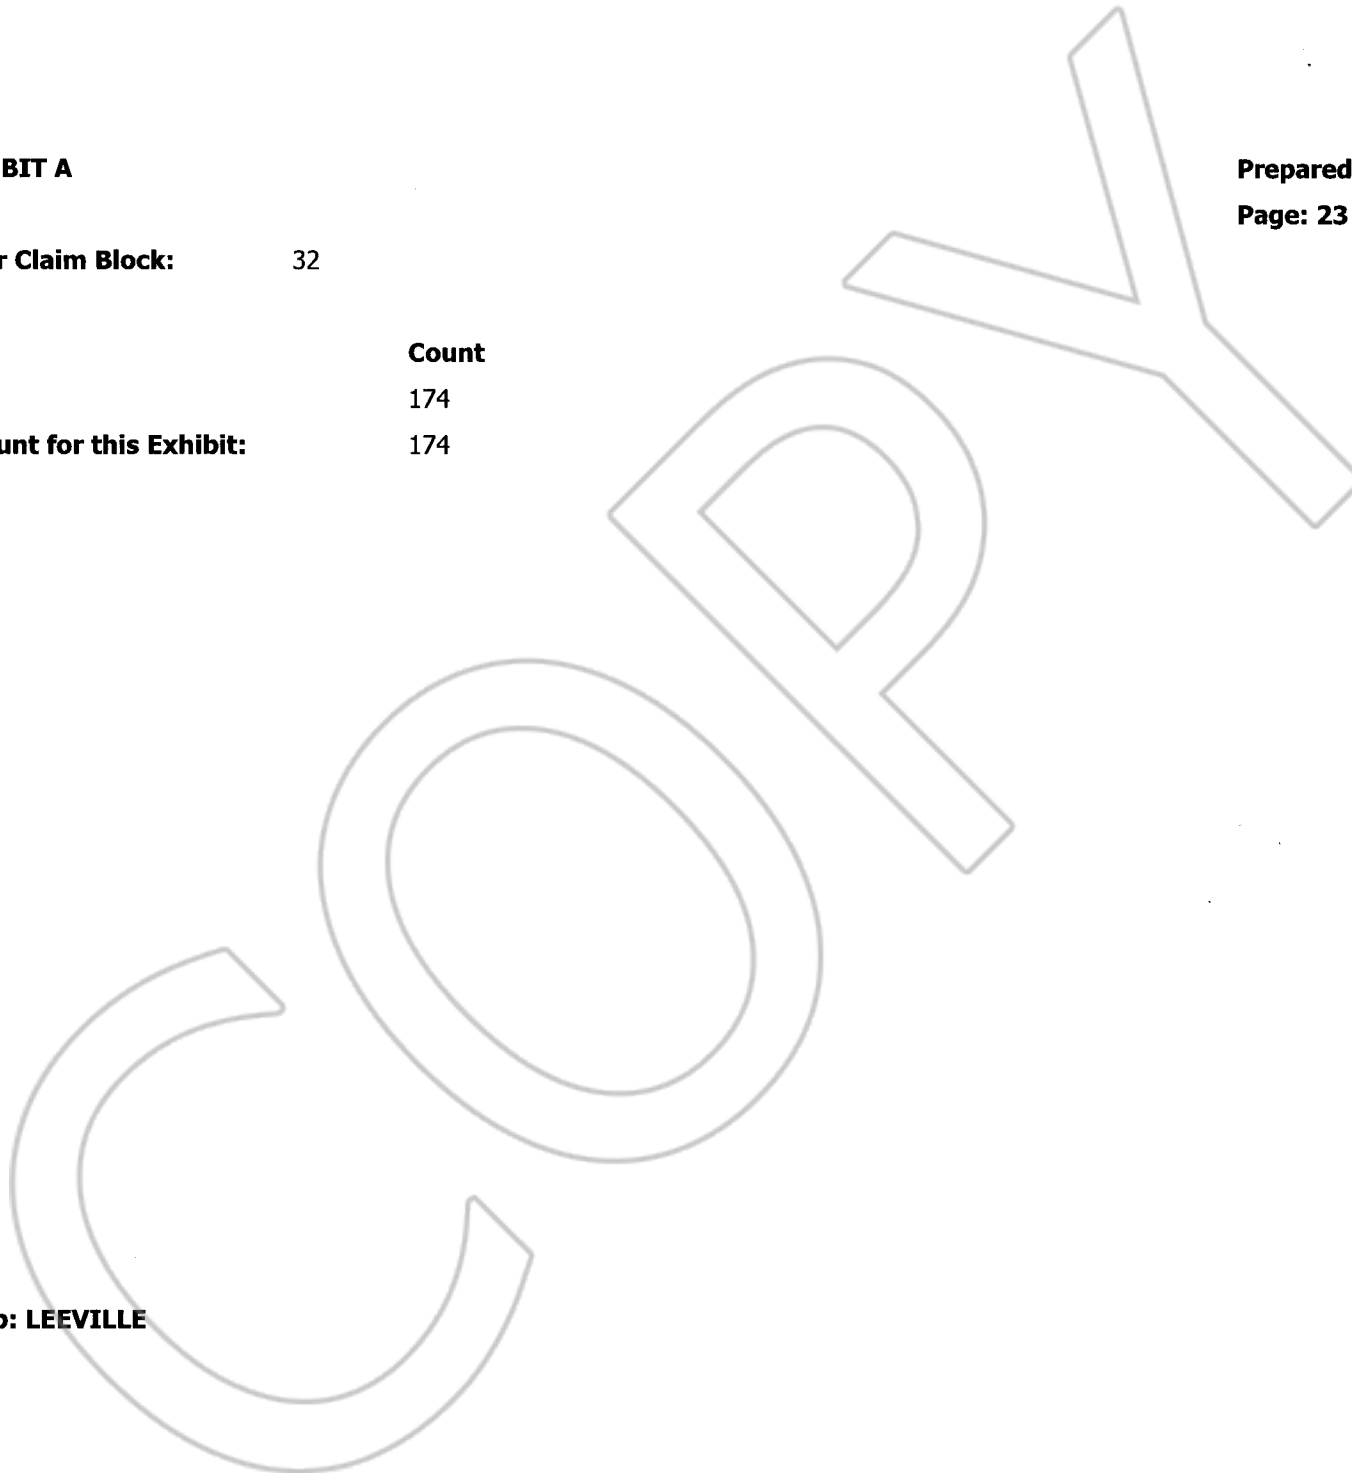 BIT A
Prepared
Page: 23
r Claim Block: 32
Count
174
unt for this Exhibit: 174
COPY
p: LEEVILLE